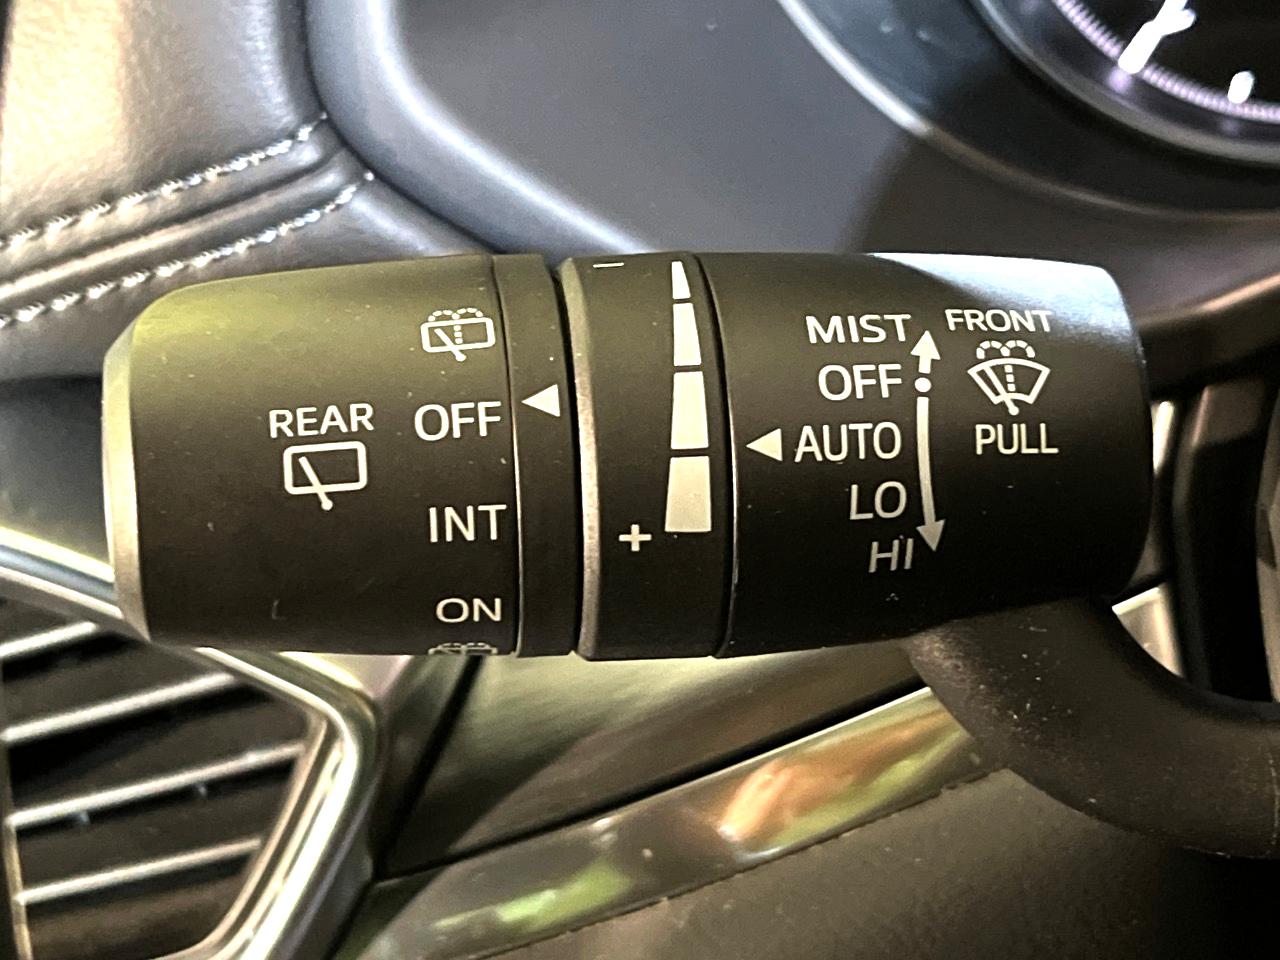 REAR
OFF
INT
ON
−
+
MIST
OFF
AUTO
LO
HI
FRONT
PULL